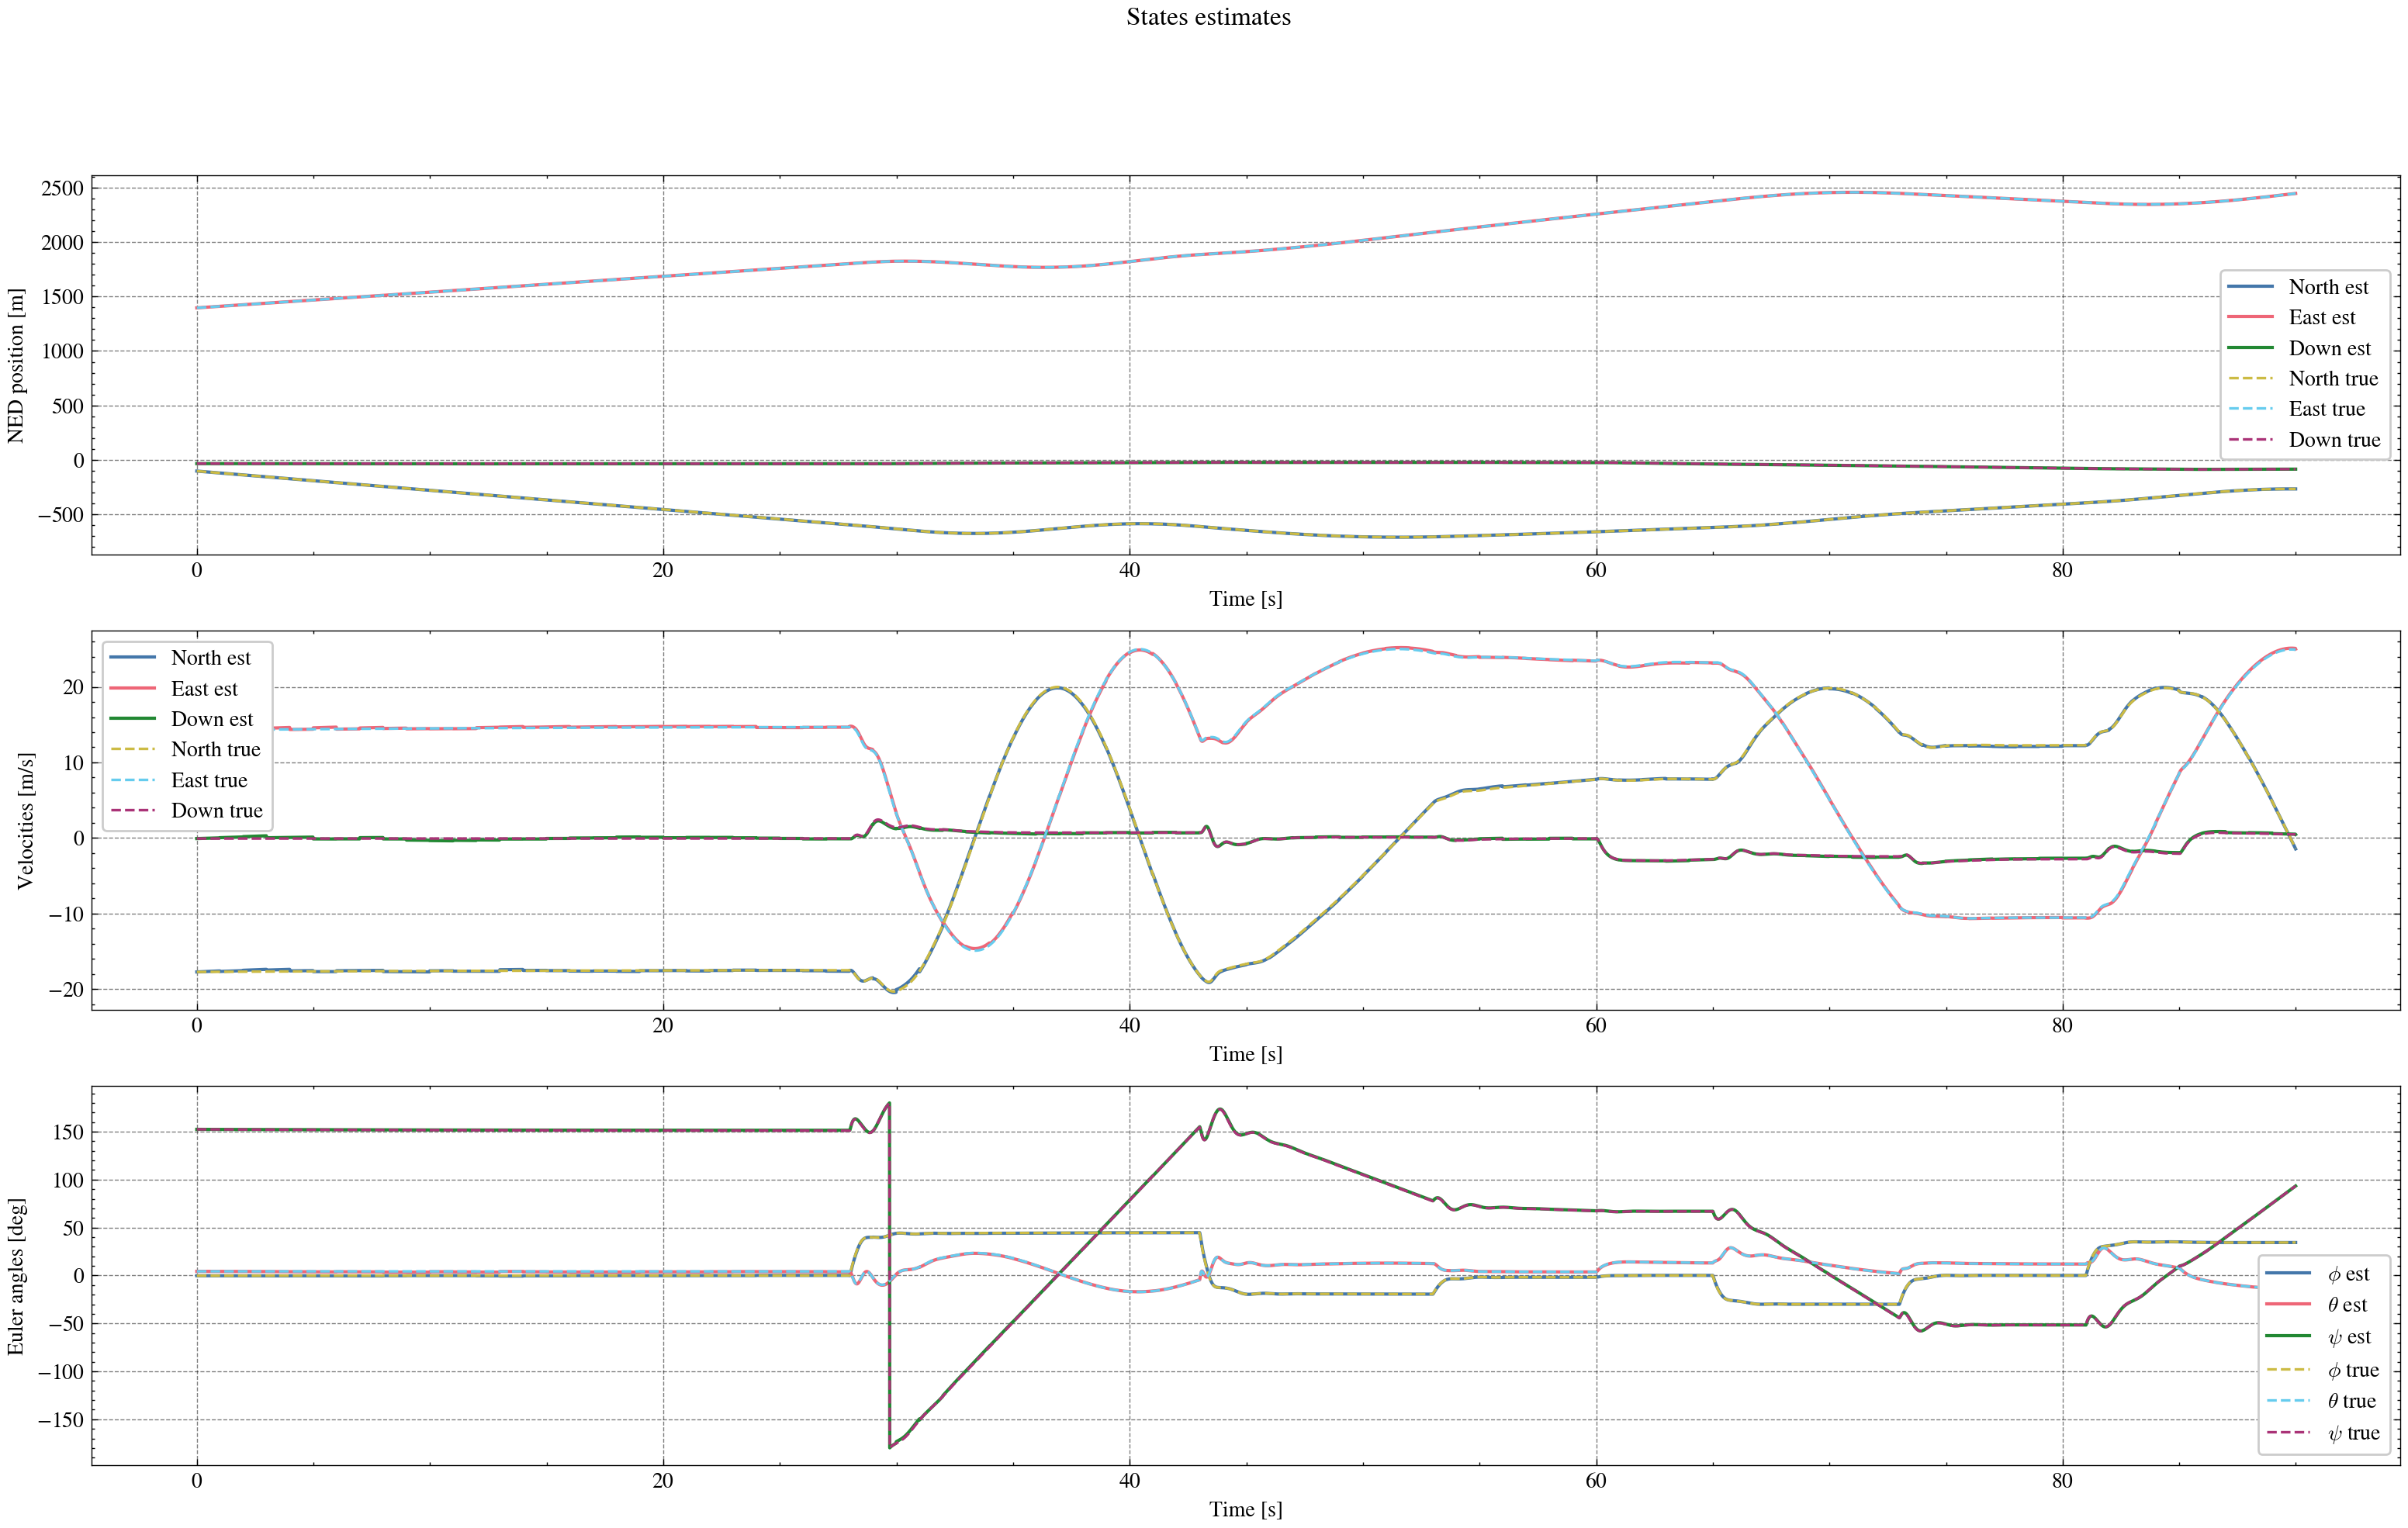 States estimates
2500
2000
1500
1000
500
0
−500
NED position [m]
North est
East est
Down est
North true
East true
Down true
0 20 40 60 80
Time [s]
20
10
0
−10
−20
Velocities [m/s]
North est
East est
Down est
North true
East true
Down true
0 20 40 60 80
Time [s]
150
100
50
0
−50
−100
−150
Euler angles [deg]
ϕ est
θ est
ψ est
ϕ true
θ true
ψ true
0 20 40 60 80
Time [s]